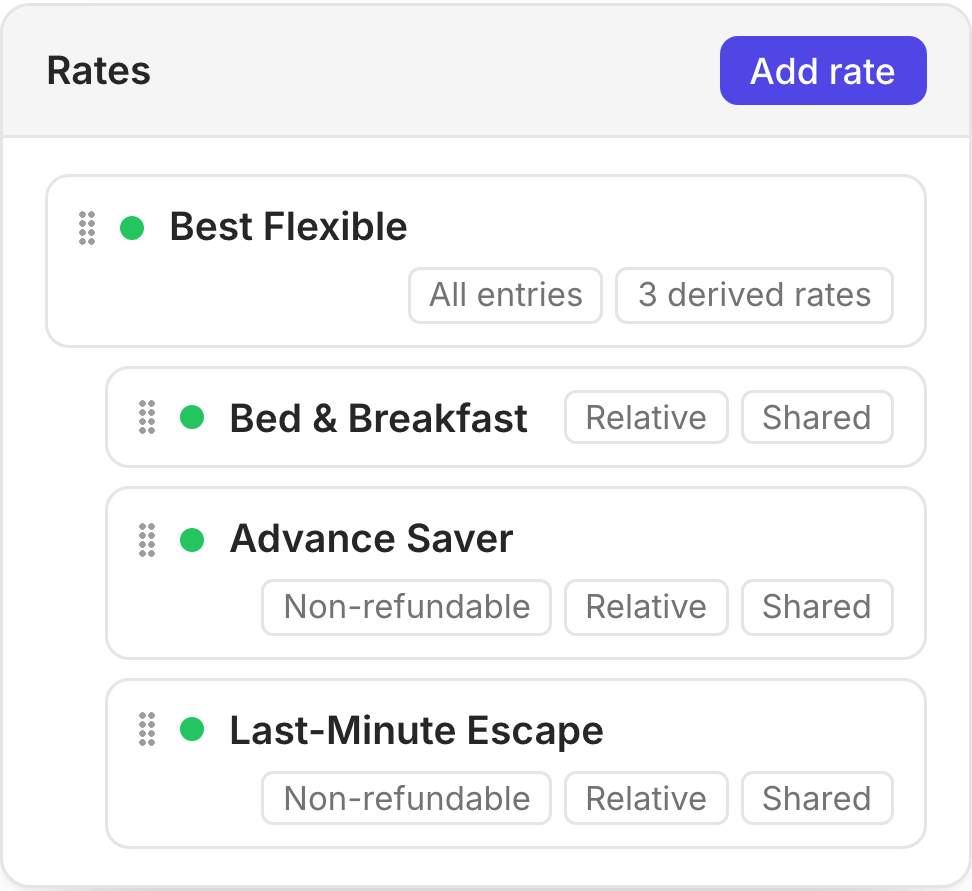 Rates
Add rate
Best Flexible
All entries
3 derived rates
Bed & Breakfast
Relative
Shared
Advance Saver
Non-refundable
Relative
Shared
Last-Minute Escape
Non-refundable
Relative
Shared